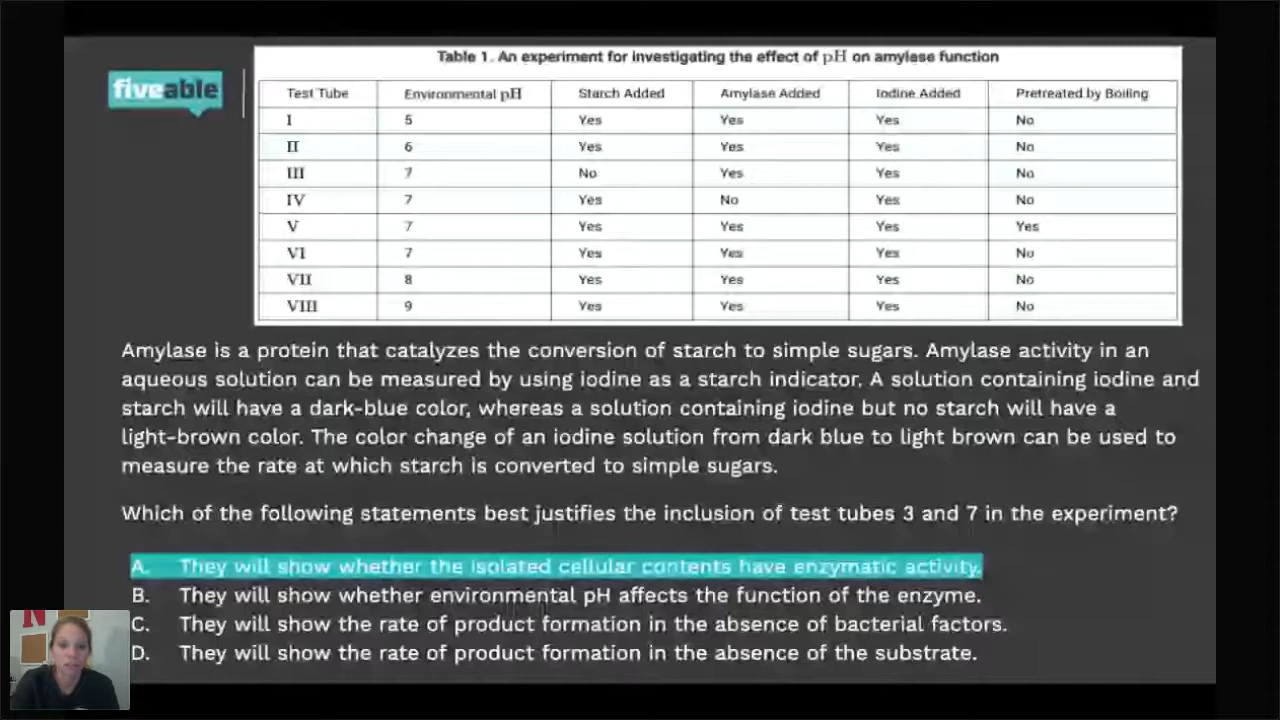 Table 1. An experiment for investigating the effect of pH on amylase function
fiveable
Test Tube Environmental pH Starch Added Amylase Added Iodine Added Pretreated by Boiling
I 5 Yes Yes Yes No
II 6 Yes Yes Yes No
III 7 No Yes Yes No
IV 7 Yes No Yes No
V 7 Yes Yes Yes Yes
VI 7 Yes Yes Yes No
VII 8 Yes Yes Yes No
VIII 9 Yes Yes Yes No
Amylase is a protein that catalyzes the conversion of starch to simple sugars. Amylase activity in an
aqueous solution can be measured by using iodine as a starch indicator. A solution containing iodine and
starch will have a dark-blue color, whereas a solution containing iodine but no starch will have a
light-brown color. The color change of an iodine solution from dark blue to light brown can be used to
measure the rate at which starch is converted to simple sugars.
Which of the following statements best justifies the inclusion of test tubes 3 and 7 in the experiment?
A. They will show whether the isolated cellular contents have enzymatic activity.
B. They will show whether environmental pH affects the function of the enzyme.
C. They will show the rate of product formation in the absence of bacterial factors.
D. They will show the rate of product formation in the absence of the substrate.
N